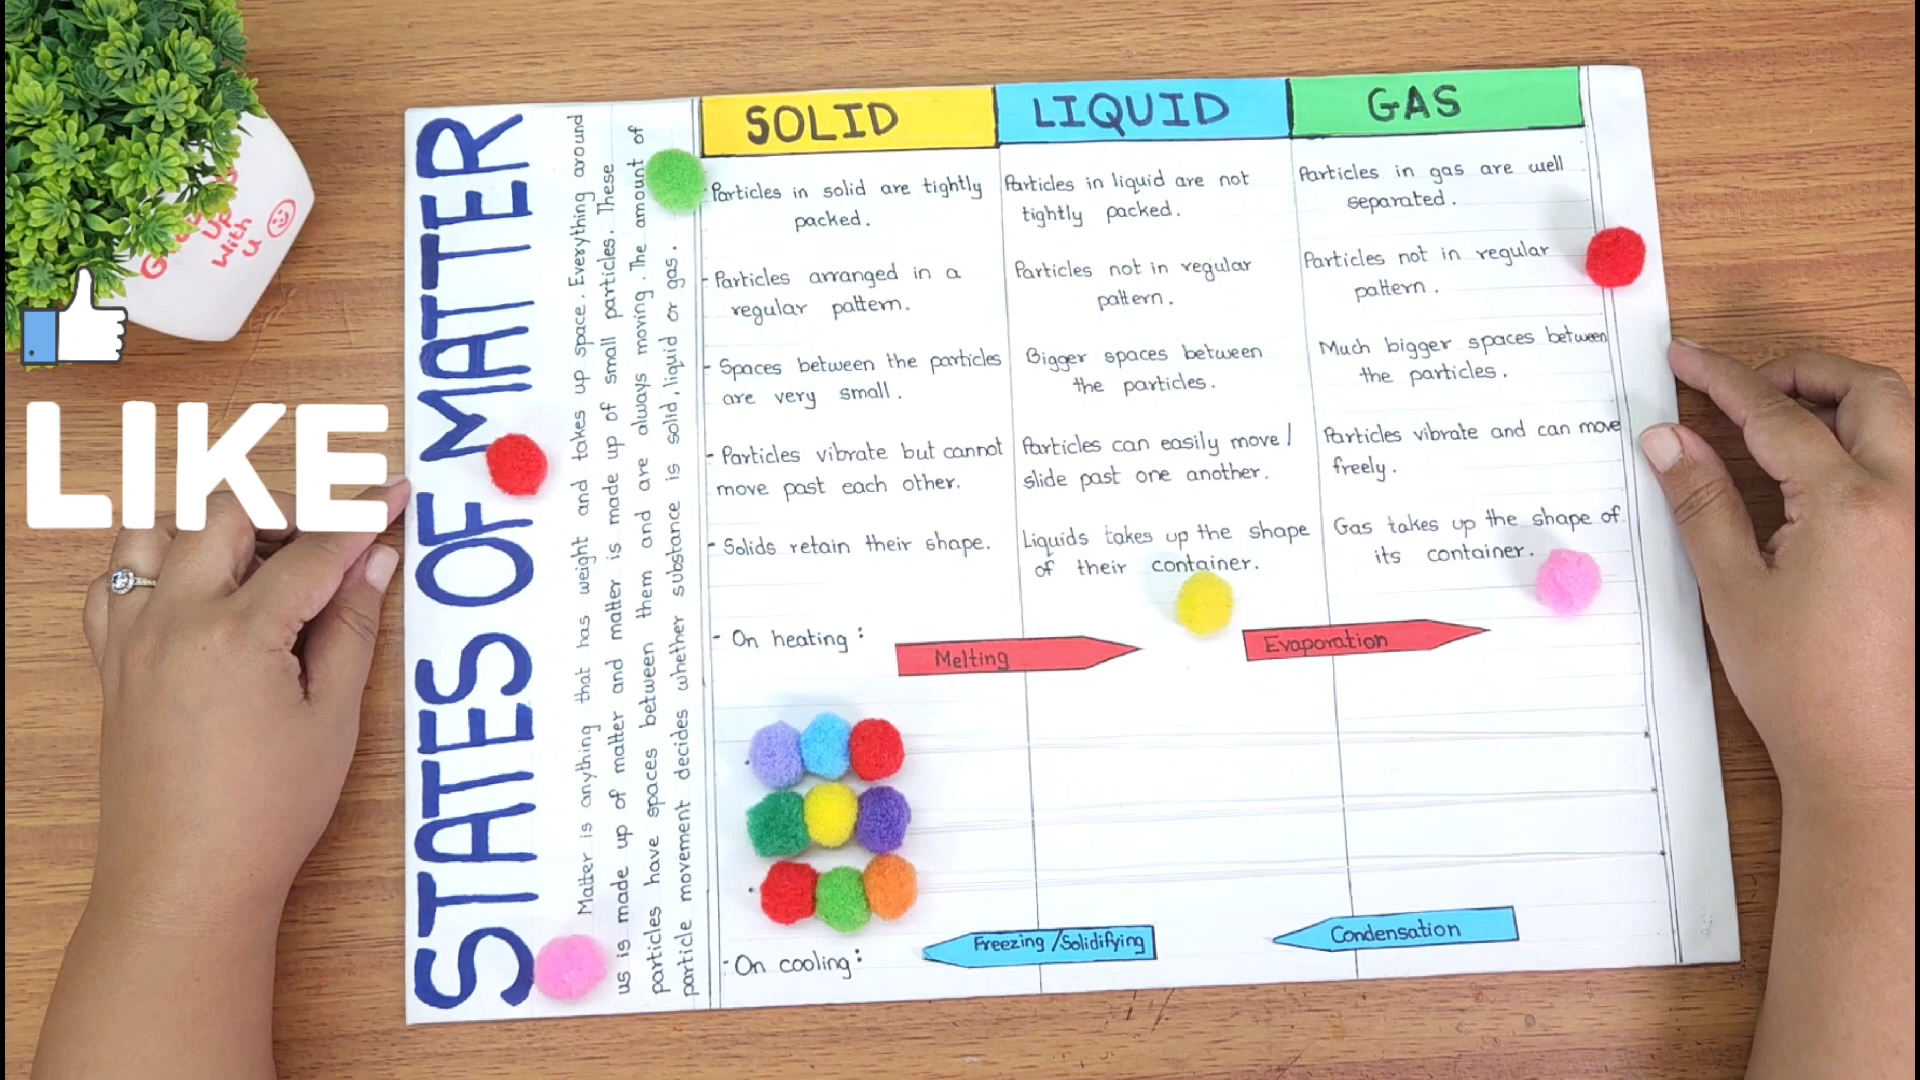 STATES OF MATTER
Matter is anything that has weight and takes up space. Everything around
us is made up of matter and matter is made up of small particles. These
particles have spaces between them and are always moving. The amount of
particle movement decides whether substance is solid, liquid or gas.
SOLID
- Particles in solid are tightly
packed.
- Particles arranged in a
regular pattern.
- Spaces between the particles
are very small.
- Particles vibrate but cannot
move past each other.
- Solids retain their shape.
LIQUID
Particles in liquid are not
tightly packed.
Particles not in regular
pattern.
Bigger spaces between
the particles.
Particles can easily move /
slide past one another.
Liquids takes up the shape
of their container.
GAS
Particles in gas are well
separated.
Particles not in regular
pattern.
Much bigger spaces between
the particles.
Particles vibrate and can move
freely.
Gas takes up the shape of
its container.
- On heating:
Melting
Evaporation
- On cooling:
Freezing /Solidifying
Condensation
Up
with
U
LIKE